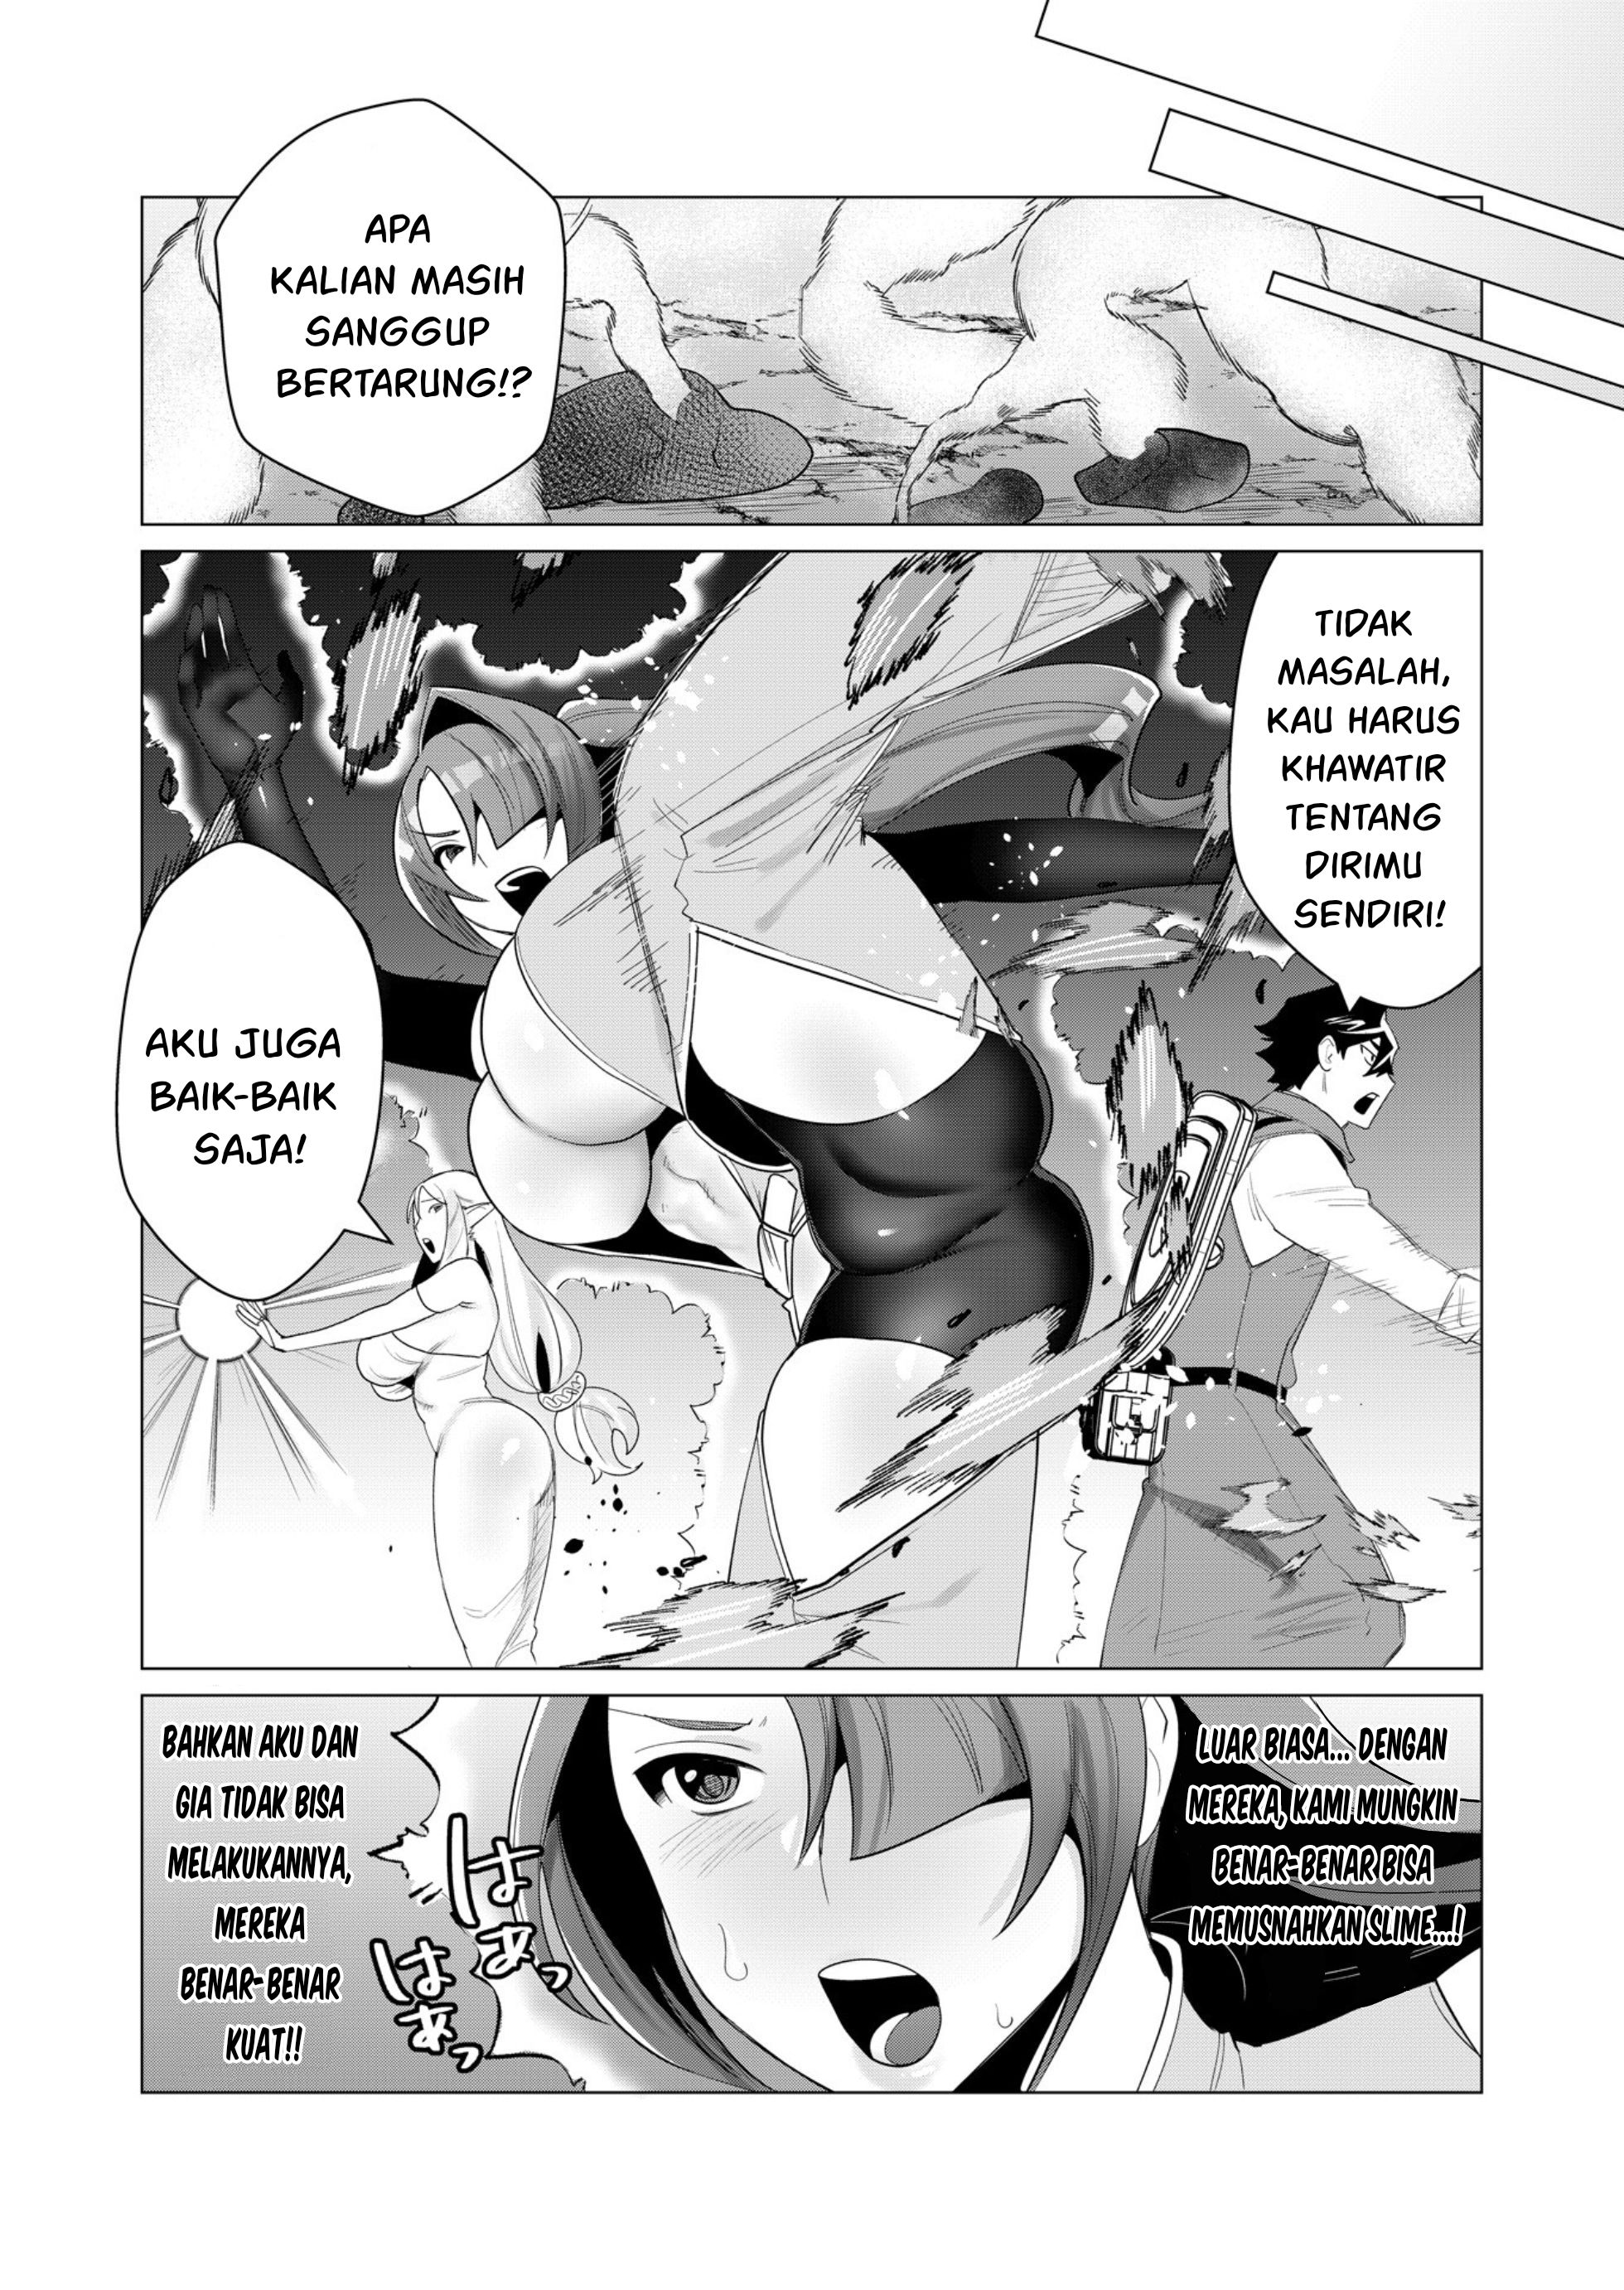 APA
KALIAN MASIH
SANGGUP
BERTARUNG!?
TIDAK
MASALAH,
KAU HARUS
KHAWATIR
TENTANG
DIRIMU
SENDIRI!
AKU JUGA
BAIK-BAIK
SAJA!
LUAR BIASA... DENGAN
MEREKA, KAMI MUNGKIN
BENAR-BENAR BISA
MEMUSNAHKAN SLIME...!
はぁっ
はぁっ
BAHKAN AKU DAN
GIA TIDAK BISA
MELAKUKANNYA,
MEREKA
BENAR-BENAR
KUAT!!